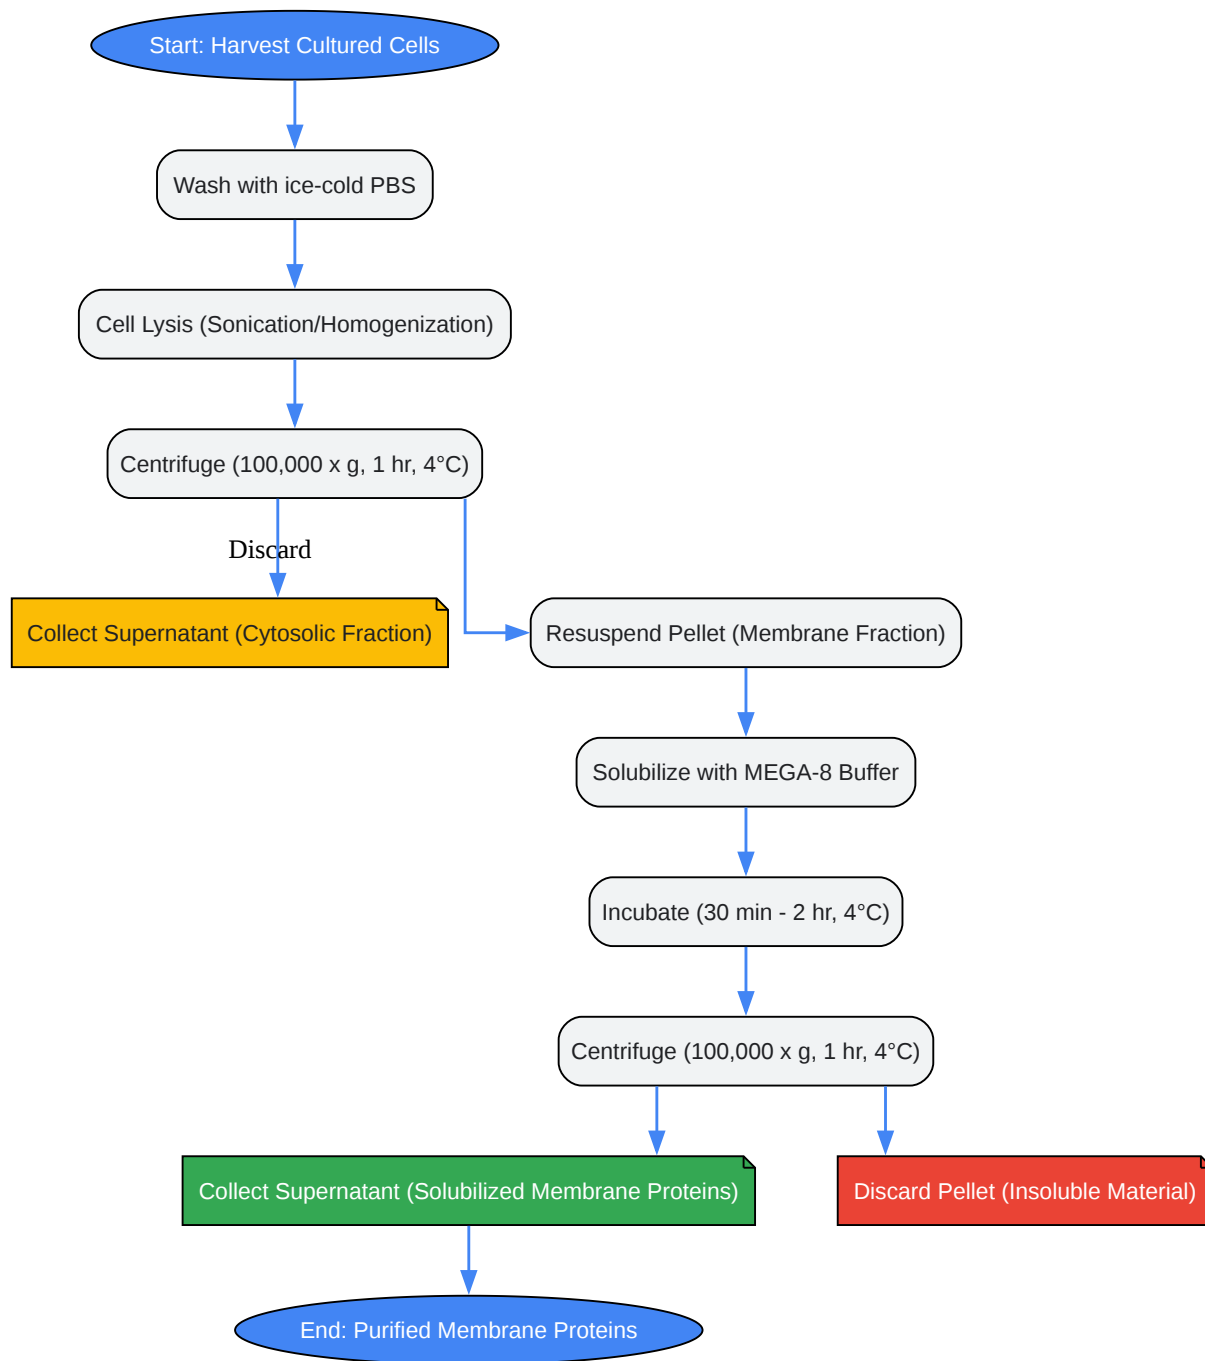 Start: Harvest Cultured Cells
Wash with ice-cold PBS
Cell Lysis (Sonication/Homogenization)
Centrifuge (100,000 x g, 1 hr, 4°C)
Discard
Collect Supernatant (Cytosolic Fraction)
Resuspend Pellet (Membrane Fraction)
Solubilize with MEGA-8 Buffer
Incubate (30 min - 2 hr, 4°C)
Centrifuge (100,000 x g, 1 hr, 4°C)
Collect Supernatant (Solubilized Membrane Proteins)
Discard Pellet (Insoluble Material)
End: Purified Membrane Proteins